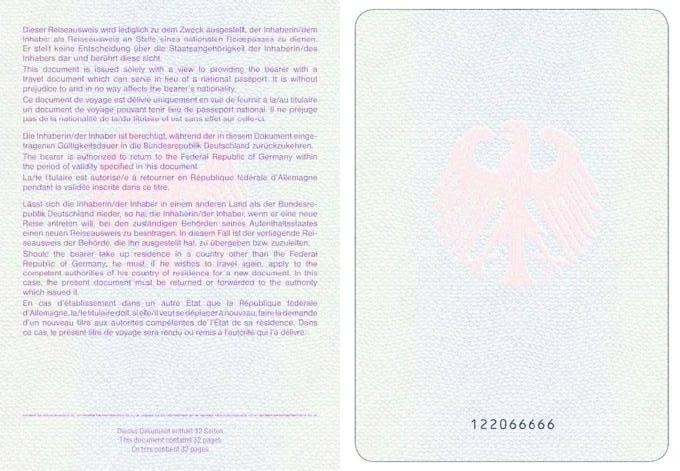 Dieser Reiseausweis wird lediglich zu dem Zweck ausgestellt, der Inhaberin/dem
Inhaber als Reiseausweis an Stelle eines nationalen Reisepasses zu dienen.
Er stellt keine Entscheidung über die Staatsangehörigkeit der Inhaberin/des
Inhabers dar und berührt diese nicht.
This document is issued solely with a view to providing the bearer with a
travel document which can serve in lieu of a national passport. It is without
prejudice to and in no way affects the bearer's nationality.
Ce document de voyage est délivré uniquement en vue de fournir à la/au titulaire
un document de voyage pouvant tenir lieu de passeport national. Il ne préjuge
pas de la nationalité de la/du titulaire et est sans effet sur celle-ci.
Die Inhaberin/der Inhaber ist berechtigt, während der in diesem Dokument einge-
tragenen Gültigkeitsdauer in die Bundesrepublik Deutschland zurückzukehren.
The bearer is authorized to return to the Federal Republic of Germany within
the period of validity specified in this document.
La/le titulaire est autorisé/e à retourner en République fédérale d'Allemagne
pendant la validité inscrite dans ce titre.
Lässt sich die Inhaberin/der Inhaber in einem anderen Land als der Bundesre-
publik Deutschland nieder, so hat die Inhaberin/der Inhaber, wenn er eine neue
Reise antreten will, bei den zuständigen Behörden seines Aufenthaltsstaates
einen neuen Reiseausweis zu beantragen. In diesem Fall ist der vorliegende Rei-
seausweis der Behörde, die ihn ausgestellt hat, zu übergeben bzw. zuzuleiten.
Should the bearer take up residence in a country other than the Federal
Republic of Germany, he must, if he wishes to travel again, apply to the
competent authorities of his country of residence for a new document. In this
case, the present document must be returned or forwarded to the authority
which issued it.
En cas d'établissement dans un autre État que la République fédérale
d'Allemagne, la/le titulaire doit, si elle/il veut se déplacer à nouveau, faire la demande
d'un nouveau titre aux autorités compétentes de l'État de sa résidence. Dans
ce cas, le présent titre de voyage sera rendu ou remis à l'autorité qui l'a délivré.
Dieses Dokument enthält 32 Seiten
This document contains 32 pages
Ce titre contient 32 pages
122066666